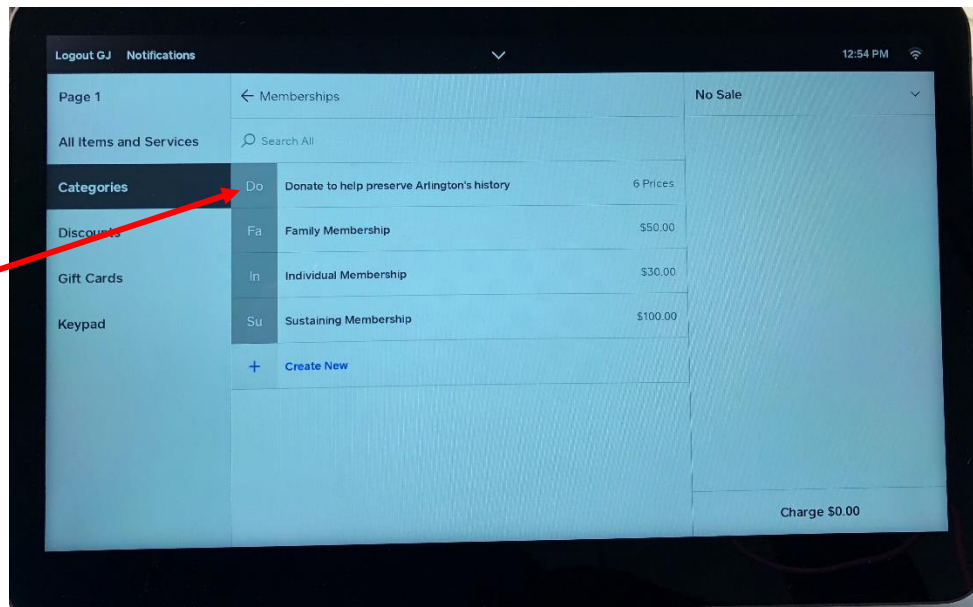 Logout GJ Notifications 12:54 PM
Page 1
All Items and Services
Categories
Discounts
Gift Cards
Keypad
← Memberships
Search All
Do Donate to help preserve Arlington's history 6 Prices
Fa Family Membership $50.00
In Individual Membership $30.00
Su Sustaining Membership $100.00
+ Create New
No Sale
Charge $0.00